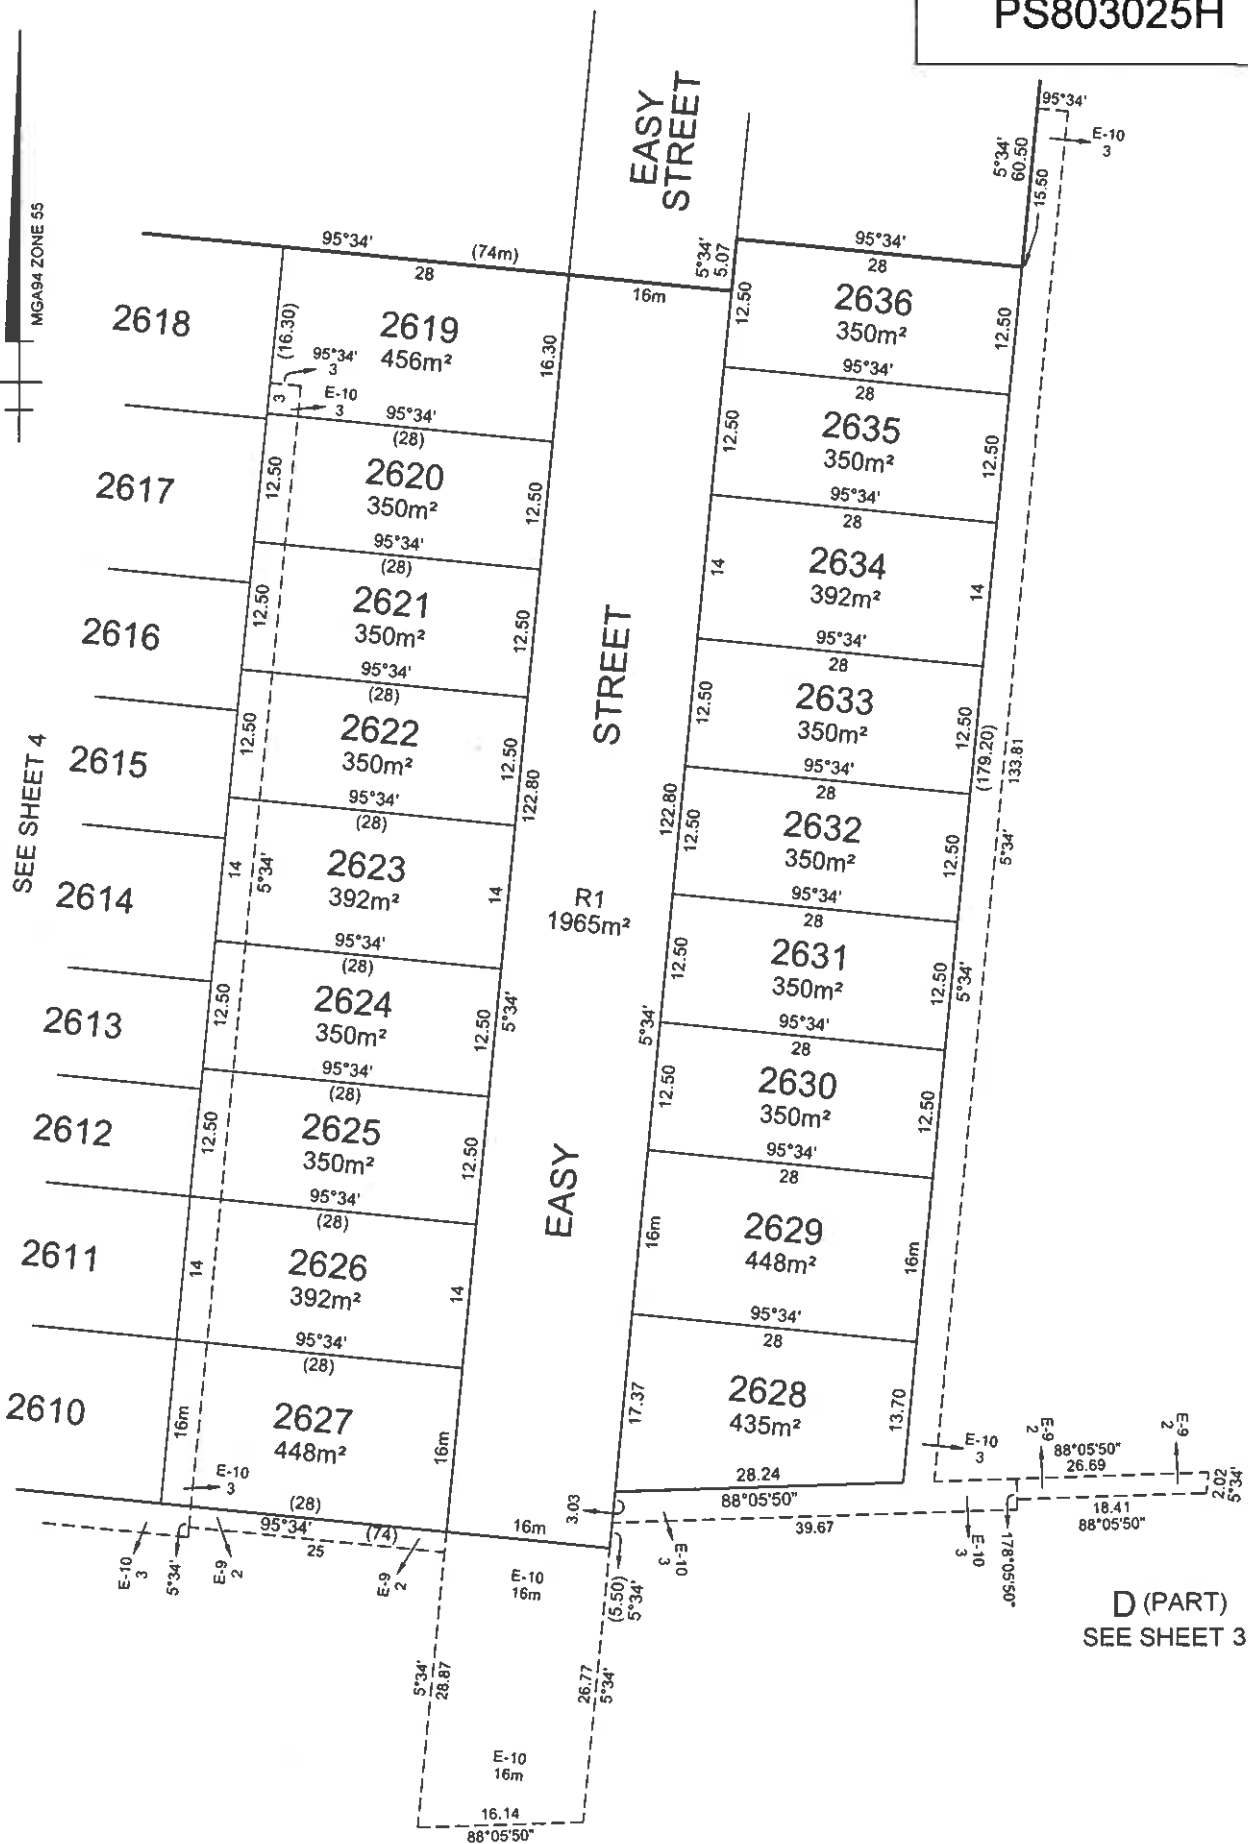 PS803025H
MGA94 ZONE 55
EASY
STREET
95°34'
E-10
3
5°34'
60.50
15.50
95°34'
(74m)
28
16m
5°34'
5.07
95°34'
28
2618
(16.30)
2619
456m²
16.30
95°34'
3
3
E-10
3
12.50
2636
350m²
12.50
95°34'
(28)
95°34'
28
2617
12.50
2620
350m²
12.50
12.50
2635
350m²
12.50
95°34'
(28)
95°34'
28
2616
12.50
2621
350m²
12.50
14
2634
392m²
14
95°34'
(28)
95°34'
28
STREET
SEE SHEET 4
2615
12.50
2622
350m²
12.50
122.80
12.50
2633
350m²
12.50
(179.20)
133.81
95°34'
(28)
95°34'
28
2614
14
5°34'
2623
392m²
14
R1
1965m²
122.80
12.50
2632
350m²
12.50
5°34'
95°34'
(28)
95°34'
28
2613
12.50
2624
350m²
12.50
5°34'
12.50
5°34'
2631
350m²
12.50
5°34'
95°34'
(28)
95°34'
28
2612
12.50
2625
350m²
12.50
EASY
12.50
2630
350m²
12.50
95°34'
(28)
95°34'
28
2611
14
2626
392m²
14
16m
2629
448m²
16m
95°34'
(28)
95°34'
28
2610
16m
2627
448m²
16m
17.37
2628
435m²
13.70
E-10
3
28.24
88°05'50"
E-10
3
E-9
2
88°05'50"
26.69
E-9
2
2.02
5°34'
(28)
95°34'
(74)
25
16m
3.03
39.67
18.41
88°05'50"
E-10
3
5°34'
E-9
2
E-9
2
E-10
16m
(5.50)
5°34'
E-10
3
E-10
3
178°05'50"
D (PART)
SEE SHEET 3
5°34'
28.87
26.77
5°34'
E-10
16m
16.14
88°05'50"